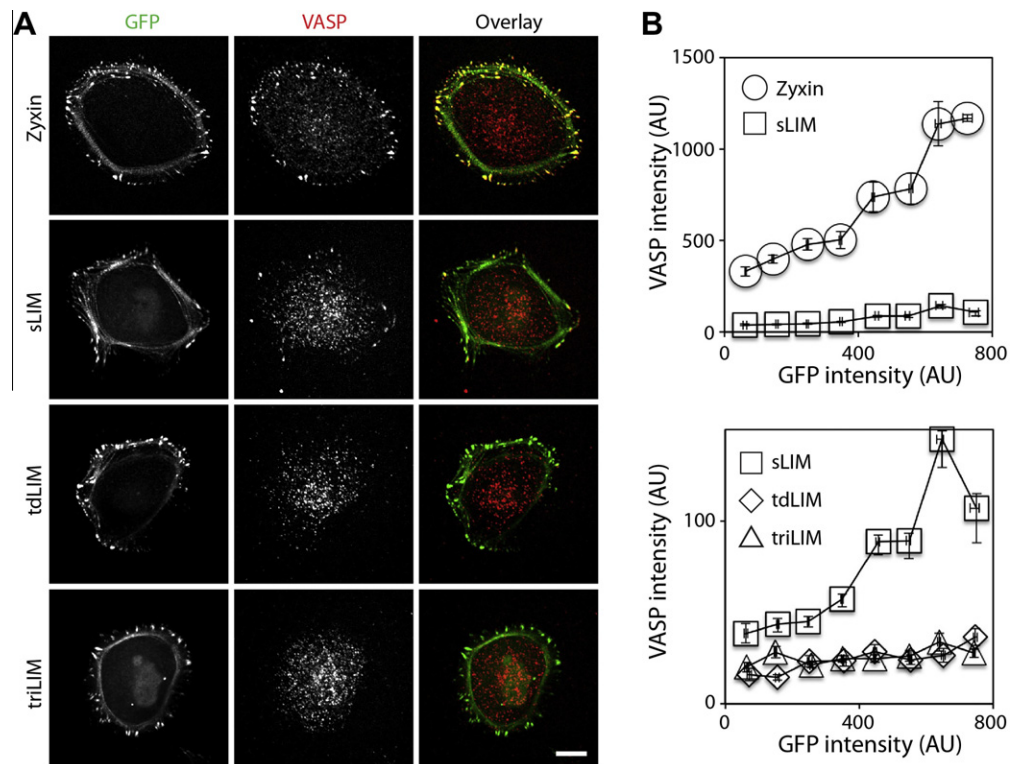 A
GFP
VASP
Overlay
Zyxin
sLIM
tdLIM
triLIM
B
VASP intensity (AU)
1500
1000
500
0
Zyxin
sLIM
0
400
800
GFP intensity (AU)
VASP intensity (AU)
100
0
sLIM
tdLIM
triLIM
0
400
800
GFP intensity (AU)